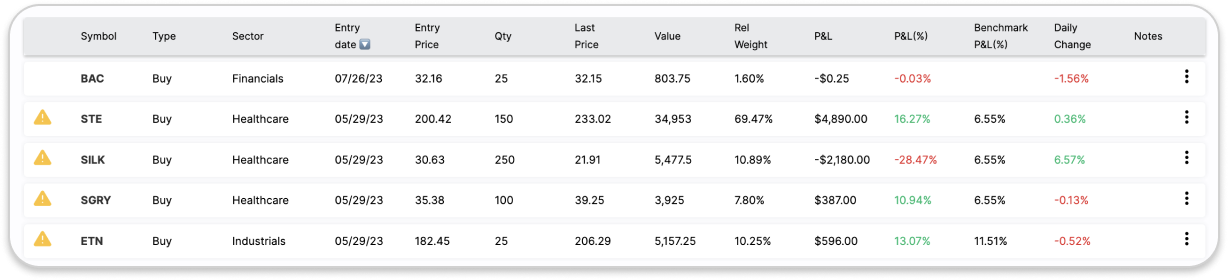 Symbol Type Sector Entry date Entry Price Qty Last Price Value Rel Weight P&L P&L(%) Benchmark P&L(%) Daily Change Notes
BAC Buy Financials 07/26/23 32.16 25 32.15 803.75 1.60% -$0.25 -0.03% -1.56%
STE Buy Healthcare 05/29/23 200.42 150 233.02 34,953 69.47% $4,890.00 16.27% 6.55% 0.36%
SILK Buy Healthcare 05/29/23 30.63 250 21.91 5,477.5 10.89% -$2,180.00 -28.47% 6.55% 6.57%
SGRY Buy Healthcare 05/29/23 35.38 100 39.25 3,925 7.80% $387.00 10.94% 6.55% -0.13%
ETN Buy Industrials 05/29/23 182.45 25 206.29 5,157.25 10.25% $596.00 13.07% 11.51% -0.52%